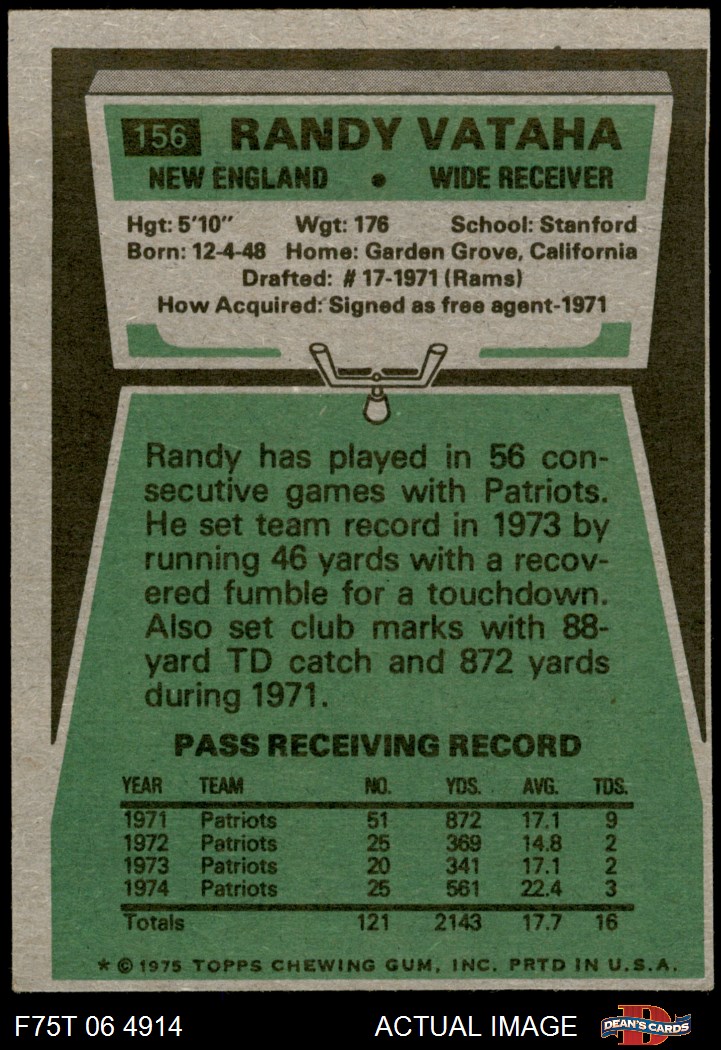 156 RANDY VATAHA
NEW ENGLAND • WIDE RECEIVER
Hgt: 5'10" Wgt: 176 School: Stanford
Born: 12-4-48 Home: Garden Grove, California
Drafted: # 17-1971 (Rams)
How Acquired: Signed as free agent-1971
Randy has played in 56 con-
secutive games with Patriots.
He set team record in 1973 by
running 46 yards with a recov-
ered fumble for a touchdown.
Also set club marks with 88-
yard TD catch and 872 yards
during 1971.
PASS RECEIVING RECORD
YEAR TEAM NO. YDS. AVG. TDS.
1971 Patriots 51 872 17.1 9
1972 Patriots 25 369 14.8 2
1973 Patriots 20 341 17.1 2
1974 Patriots 25 561 22.4 3
Totals 121 2143 17.7 16
* © 1975 TOPPS CHEWING GUM, INC. PRTD IN U.S.A.
F75T 06 4914 ACTUAL IMAGE D DEAN'S CARDS